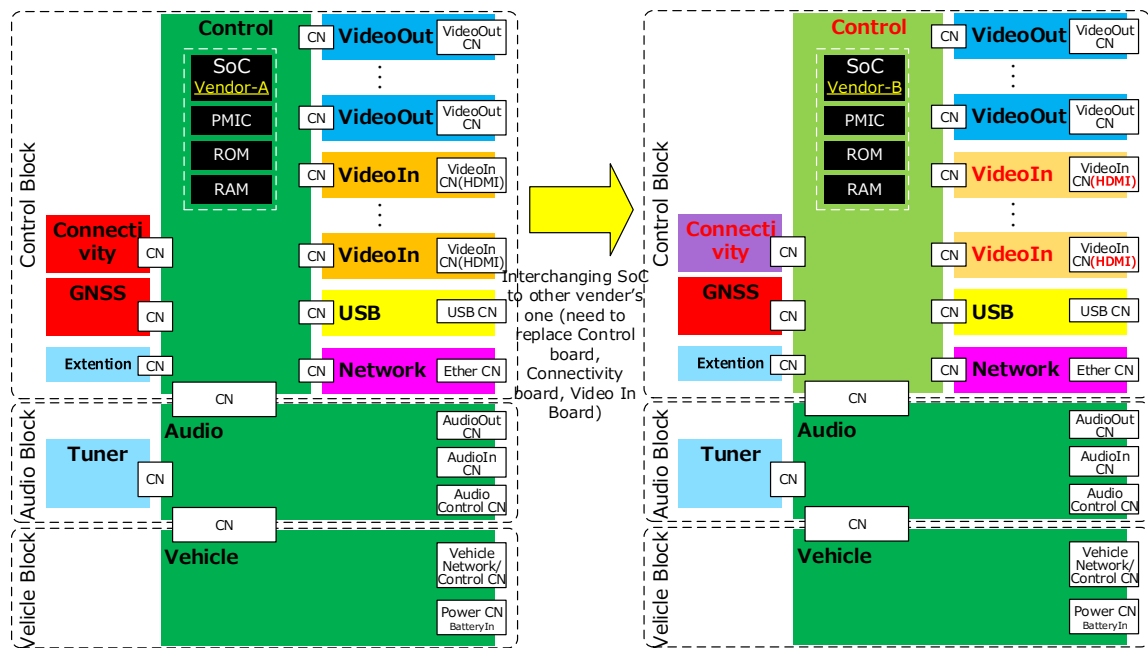 Control Block
Control
SoC
Vendor-A
PMIC
ROM
RAM
CN
VideoOut
VideoOut
CN
⋮
CN
VideoOut
VideoOut
CN
CN
VideoIn
VideoIn
CN(HDMI)
⋮
CN
VideoIn
VideoIn
CN(HDMI)
Connecti
vity
CN
GNSS
CN
CN
USB
USB CN
Extention
CN
CN
Network
Ether CN
CN
Audio Block
Audio
Tuner
CN
AudioOut
CN
AudioIn
CN
Audio
Control CN
CN
Velicle Block
Vehicle
Vehicle
Network/
Control CN
Power CN
BatteryIn
Interchanging SoC
to other vender's
one (need to
replace Control
board,
Connectivity
board, Video In
Board)
Control Block
Control
SoC
Vendor-B
PMIC
ROM
RAM
CN
VideoOut
VideoOut
CN
⋮
CN
VideoOut
VideoOut
CN
CN
VideoIn
VideoIn
CN(HDMI)
⋮
CN
VideoIn
VideoIn
CN(HDMI)
Connecti
vity
CN
GNSS
CN
CN
USB
USB CN
Extention
CN
CN
Network
Ether CN
CN
Audio Block
Audio
Tuner
CN
AudioOut
CN
AudioIn
CN
Audio
Control CN
CN
Velicle Block
Vehicle
Vehicle
Network/
Control CN
Power CN
BatteryIn